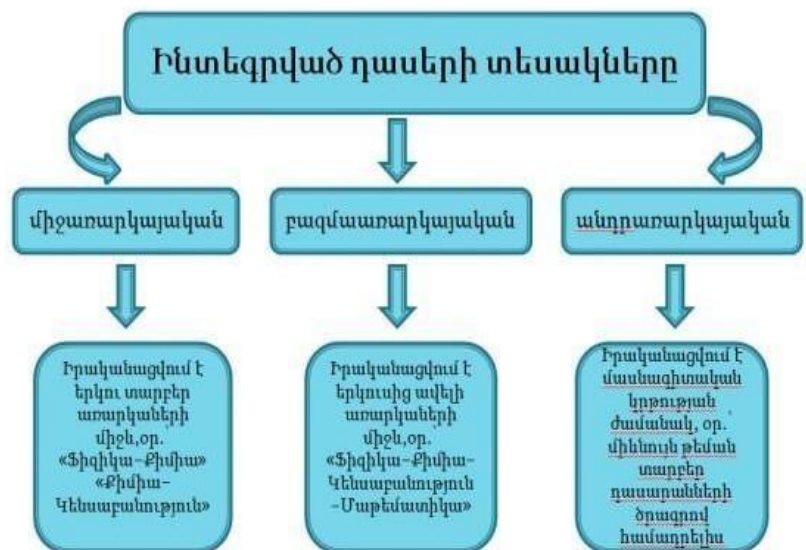 Ինտեգրված դասերի տեսակները
միջառարկայական
բազմաառարկայական
անդրառարկայական
Իրականացվում է
երկու տարբեր
առարկաների
միջև,օր.՝
«Ֆիզիկա-Քիմիա»
«Քիմիա-
Կենսաբանություն»
Իրականացվում է
երկուսից ավելի
առարկաների
միջև,օր.՝
«Ֆիզիկա-Քիմիա-
Կենսաբանություն
-Մաթեմատիկա»
Իրականացվում է
մասնագիտական
կրթության
ժամանակ, օր.՝
միևնույն թեման
տարբեր
դասարանների
ծրագրով
համադրելիս